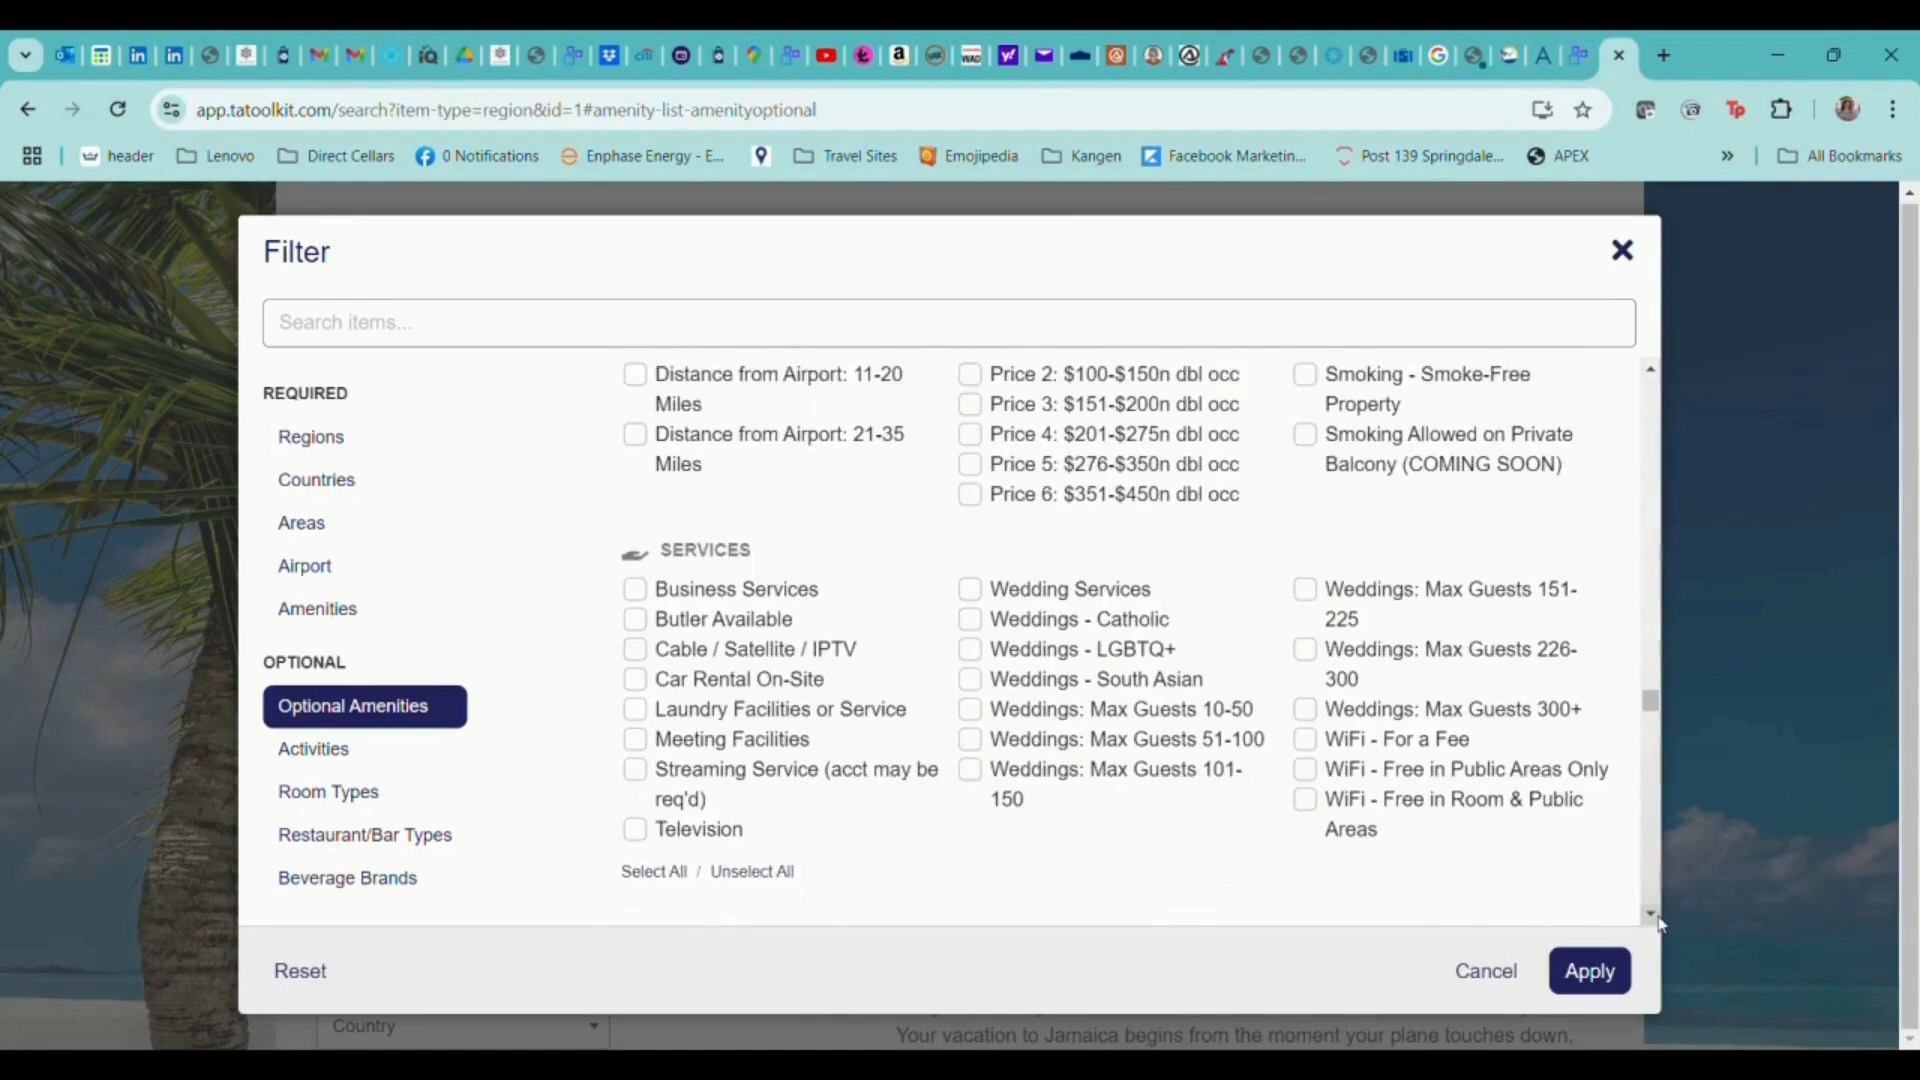 app.tatoolkit.com/search?item-type=region&id=1#amenity-list-amenityoptional
header
Lenovo
Direct Cellars
0 Notifications
Enphase Energy - E...
Travel Sites
Emojipedia
Kangen
Facebook Marketin...
Post 139 Springdale...
APEX
»
All Bookmarks
Filter
Search items...
REQUIRED
Regions
Countries
Areas
Airport
Amenities
OPTIONAL
Optional Amenities
Activities
Room Types
Restaurant/Bar Types
Beverage Brands
Distance from Airport: 11-20
Miles
Distance from Airport: 21-35
Miles
Price 2: $100-$150n dbl occ
Price 3: $151-$200n dbl occ
Price 4: $201-$275n dbl occ
Price 5: $276-$350n dbl occ
Price 6: $351-$450n dbl occ
Smoking - Smoke-Free
Property
Smoking Allowed on Private
Balcony (COMING SOON)
SERVICES
Business Services
Butler Available
Cable / Satellite / IPTV
Car Rental On-Site
Laundry Facilities or Service
Meeting Facilities
Streaming Service (acct may be
req'd)
Television
Wedding Services
Weddings - Catholic
Weddings - LGBTQ+
Weddings - South Asian
Weddings: Max Guests 10-50
Weddings: Max Guests 51-100
Weddings: Max Guests 101-
150
Weddings: Max Guests 151-
225
Weddings: Max Guests 226-
300
Weddings: Max Guests 300+
WiFi - For a Fee
WiFi - Free in Public Areas Only
WiFi - Free in Room & Public
Areas
Select All / Unselect All
Reset
Cancel
Apply
Country
Your vacation to Jamaica begins from the moment your plane touches down,